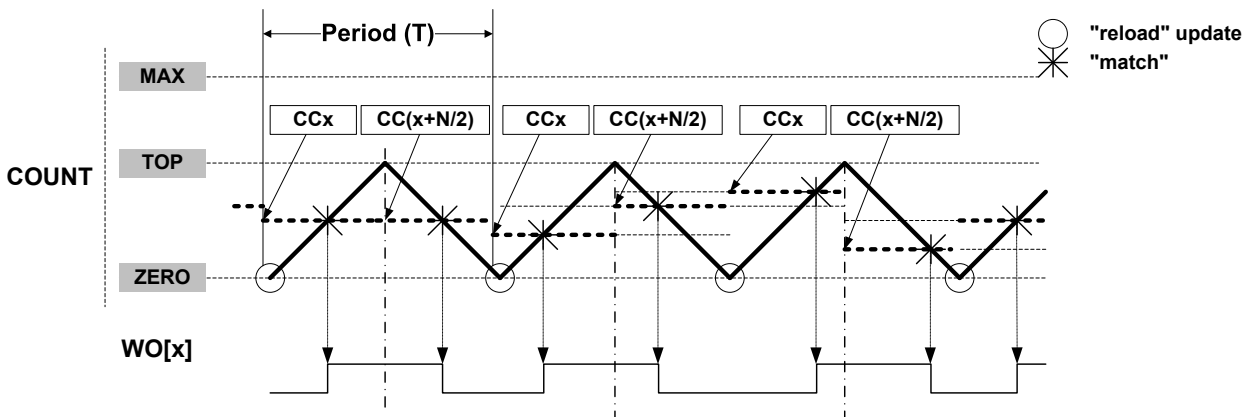 Period (T)
"reload" update
"match"
MAX
CCx
CC(x+N/2)
CCx
CC(x+N/2)
CCx
CC(x+N/2)
COUNT
TOP
ZERO
WO[x]